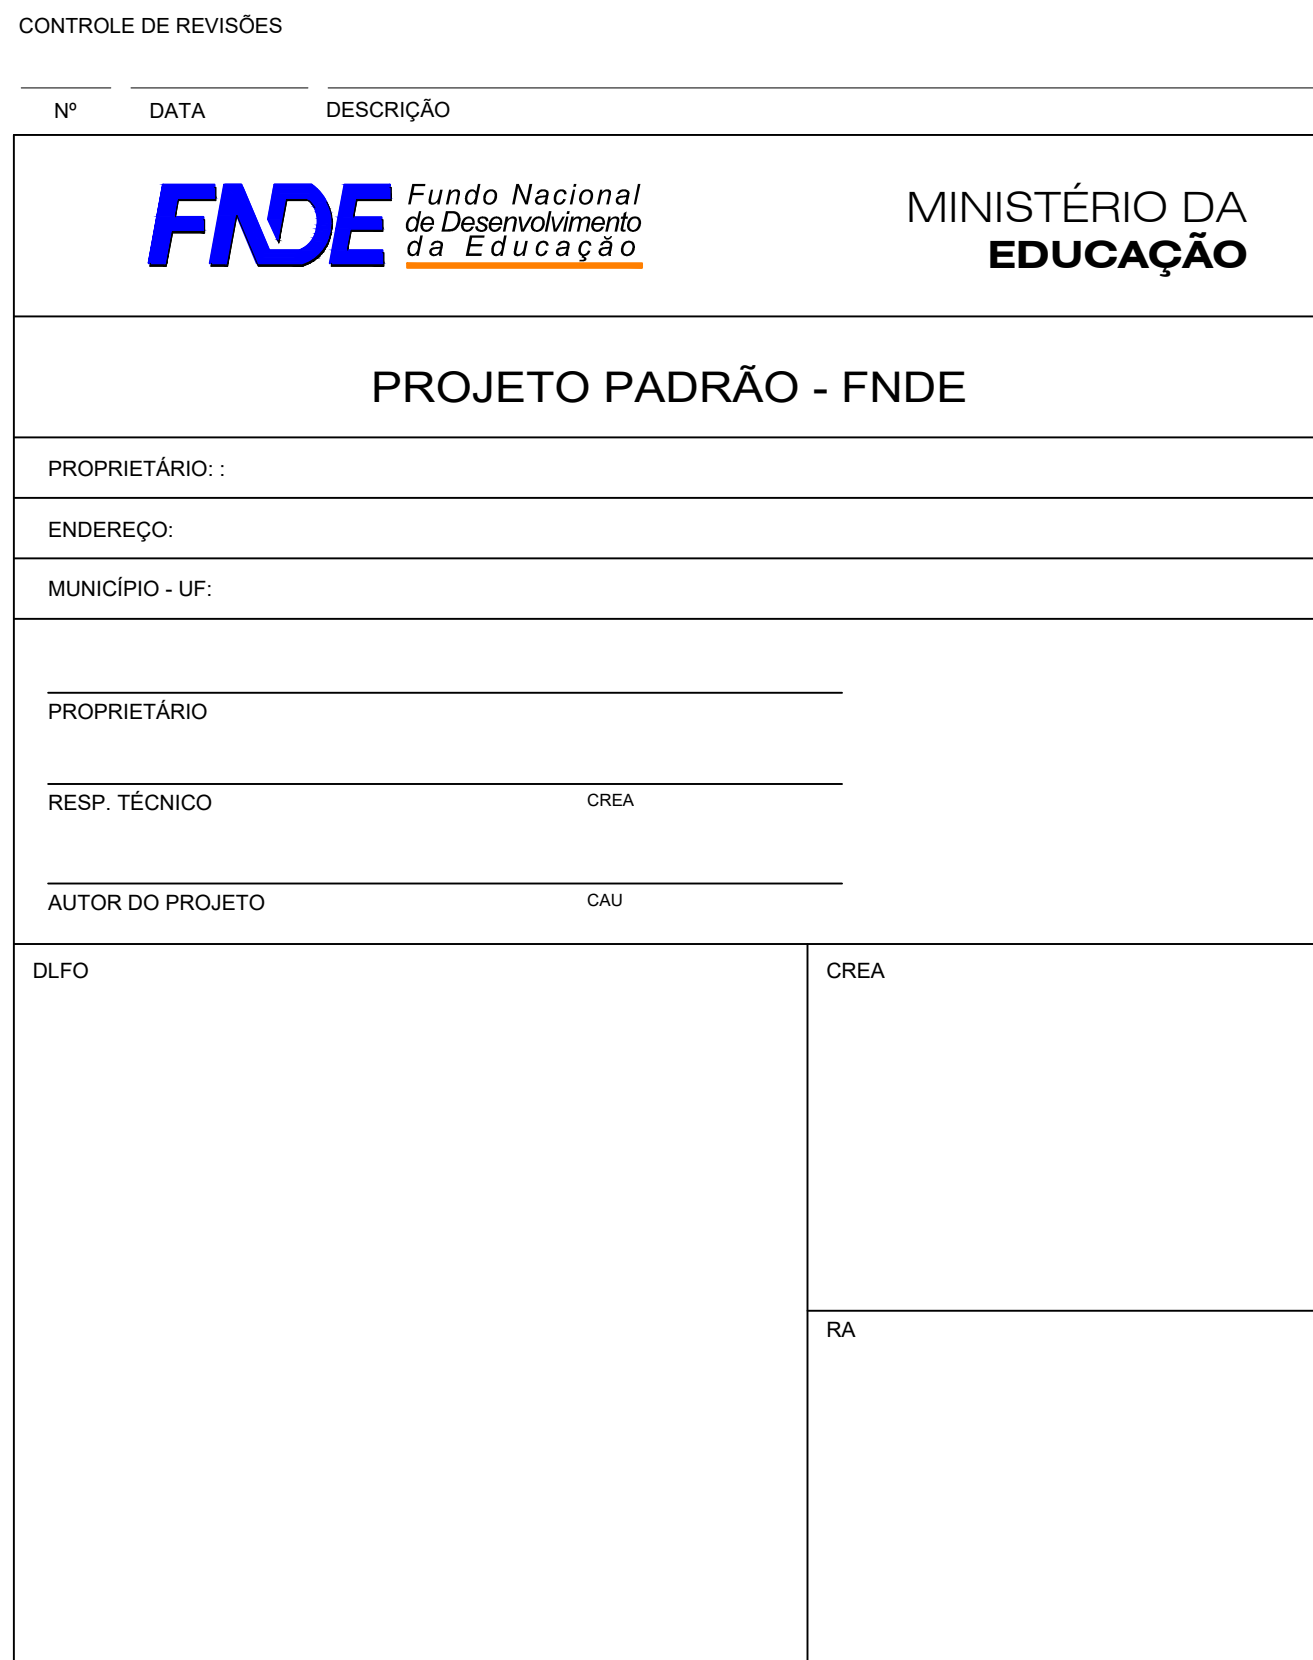 CONTROLE DE REVISÕES
Nº DATA DESCRIÇÃO
FNDE
Fundo Nacional
de Desenvolvimento
da Educação
MINISTÉRIO DA
EDUCAÇÃO
PROJETO PADRÃO - FNDE
PROPRIETÁRIO: :
ENDEREÇO:
MUNICÍPIO - UF:
PROPRIETÁRIO
RESP. TÉCNICO CREA
AUTOR DO PROJETO CAU
DLFO
CREA
RA